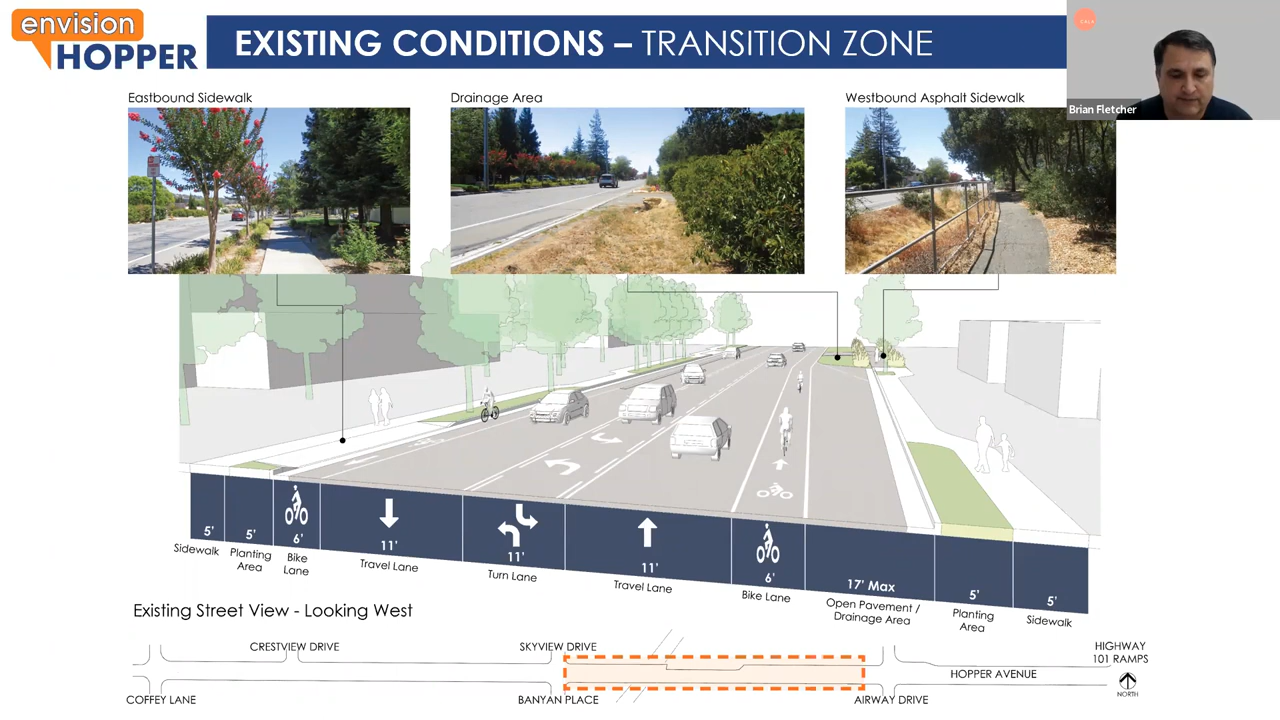 envision
HOPPER
EXISTING CONDITIONS – TRANSITION ZONE
Brian Fletcher
Eastbound Sidewalk
Drainage Area
Westbound Asphalt Sidewalk
5'
Sidewalk
5'
Planting
Area
6'
Bike
Lane
11'
Travel Lane
11'
Turn Lane
11'
Travel Lane
6'
Bike Lane
17' Max
Open Pavement /
Drainage Area
5'
Planting
Area
5'
Sidewalk
Existing Street View - Looking West
CRESTVIEW DRIVE
SKYVIEW DRIVE
HIGHWAY
101 RAMPS
HOPPER AVENUE
COFFEY LANE
BANYAN PLACE
AIRWAY DRIVE
NORTH